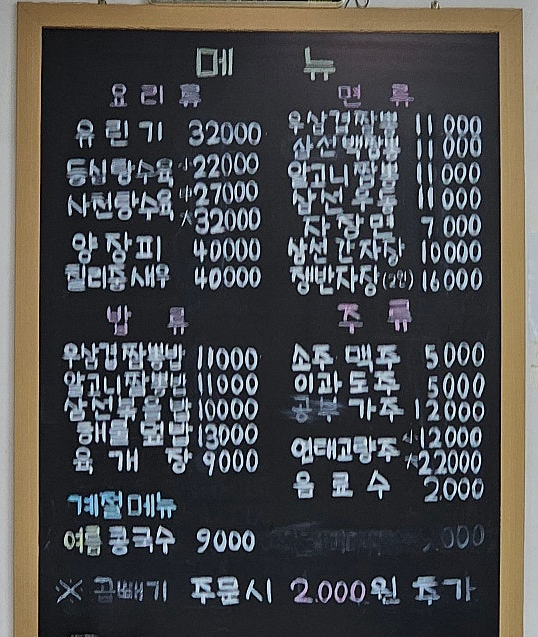 메 뉴
요리류
유린기 32000
등심탕수육 小22000
사천탕수육 中27000
大32000
양장피 40000
칠리중새우 40000
면 류
우삼겹짬뽕 11000
삼선백짬뽕 11000
알고니짬뽕 11000
삼선우동 11000
자장면 7000
삼선간자장 10000
쟁반자장(2인) 16000
밥 류
우삼겹짬뽕밥 11000
알고니짬뽕밥 11000
삼선볶음밥 10000
해물덮밥 13000
육개장 9000
주 류
소주 맥주 5000
이과도주 5000
공부가주 12000
연태고량주 小12000
大22000
음료수 2.000
계절메뉴
여름콩국수 9000
※ 곱빼기 주문시 2.000원 추가